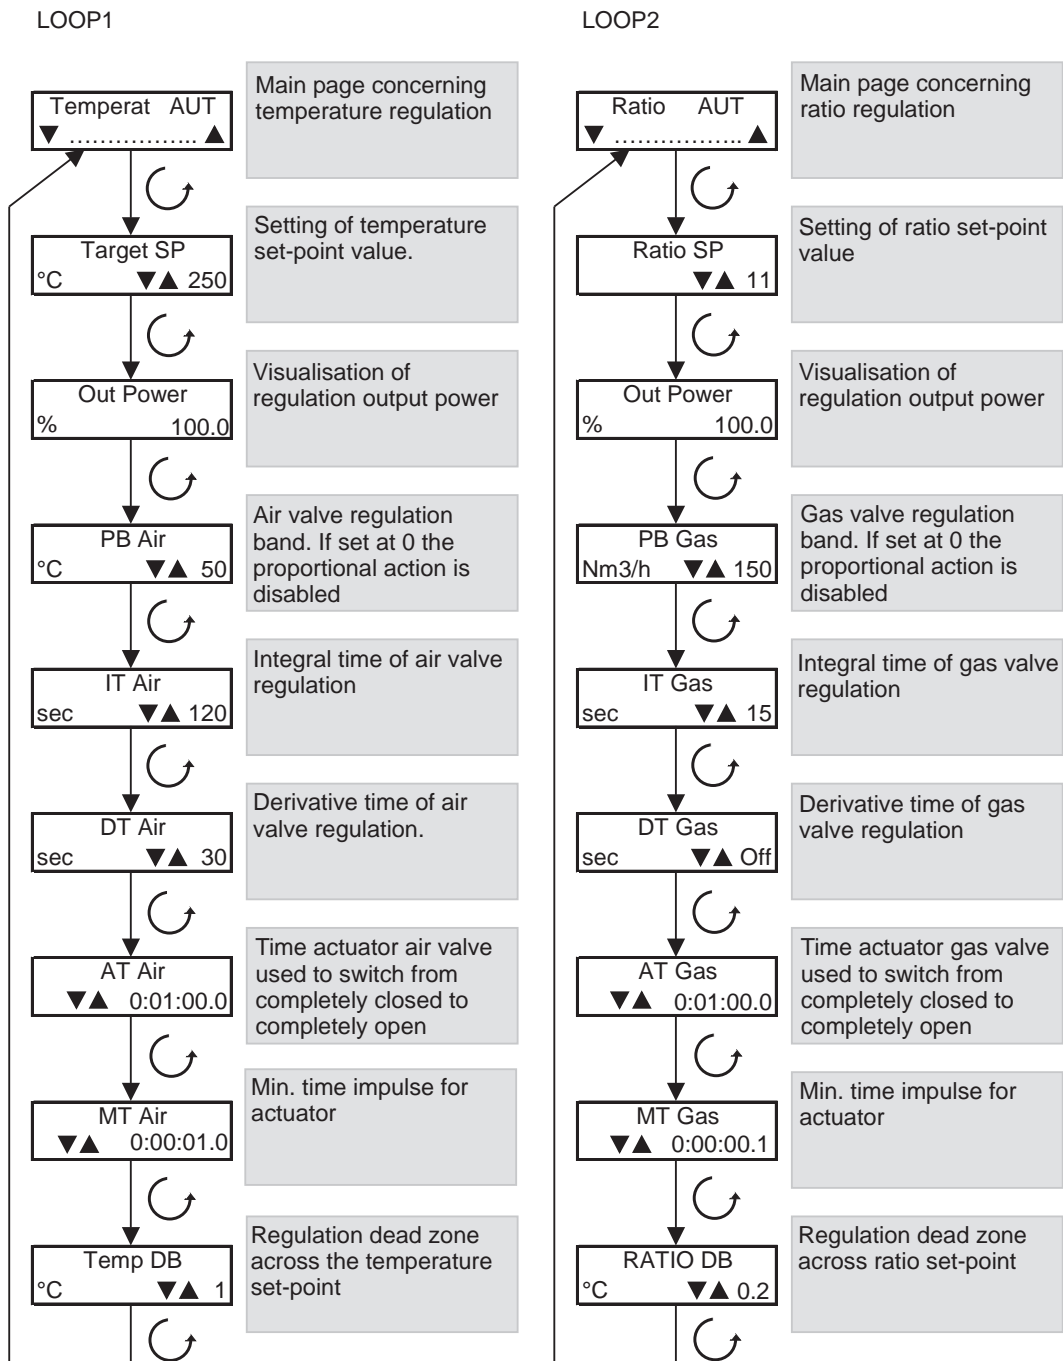 LOOP1
Temperat AUT
▼ ................. ▲
Main page concerning
temperature regulation
Target SP
°C ▼▲ 250
Setting of temperature
set-point value.
Out Power
% 100.0
Visualisation of
regulation output power
PB Air
°C ▼▲ 50
Air valve regulation
band. If set at 0 the
proportional action is
disabled
IT Air
sec ▼▲ 120
Integral time of air valve
regulation
DT Air
sec ▼▲ 30
Derivative time of air
valve regulation.
AT Air
▼▲ 0:01:00.0
Time actuator air valve
used to switch from
completely closed to
completely open
MT Air
▼▲ 0:00:01.0
Min. time impulse for
actuator
Temp DB
°C ▼▲ 1
Regulation dead zone
across the temperature
set-point
LOOP2
Ratio AUT
▼ ................. ▲
Main page concerning
ratio regulation
Ratio SP
▼▲ 11
Setting of ratio set-point
value
Out Power
% 100.0
Visualisation of
regulation output power
PB Gas
Nm3/h ▼▲ 150
Gas valve regulation
band. If set at 0 the
proportional action is
disabled
IT Gas
sec ▼▲ 15
Integral time of gas valve
regulation
DT Gas
sec ▼▲ Off
Derivative time of gas
valve regulation
AT Gas
▼▲ 0:01:00.0
Time actuator gas valve
used to switch from
completely closed to
completely open
MT Gas
▼▲ 0:00:00.1
Min. time impulse for
actuator
RATIO DB
°C ▼▲ 0.2
Regulation dead zone
across ratio set-point